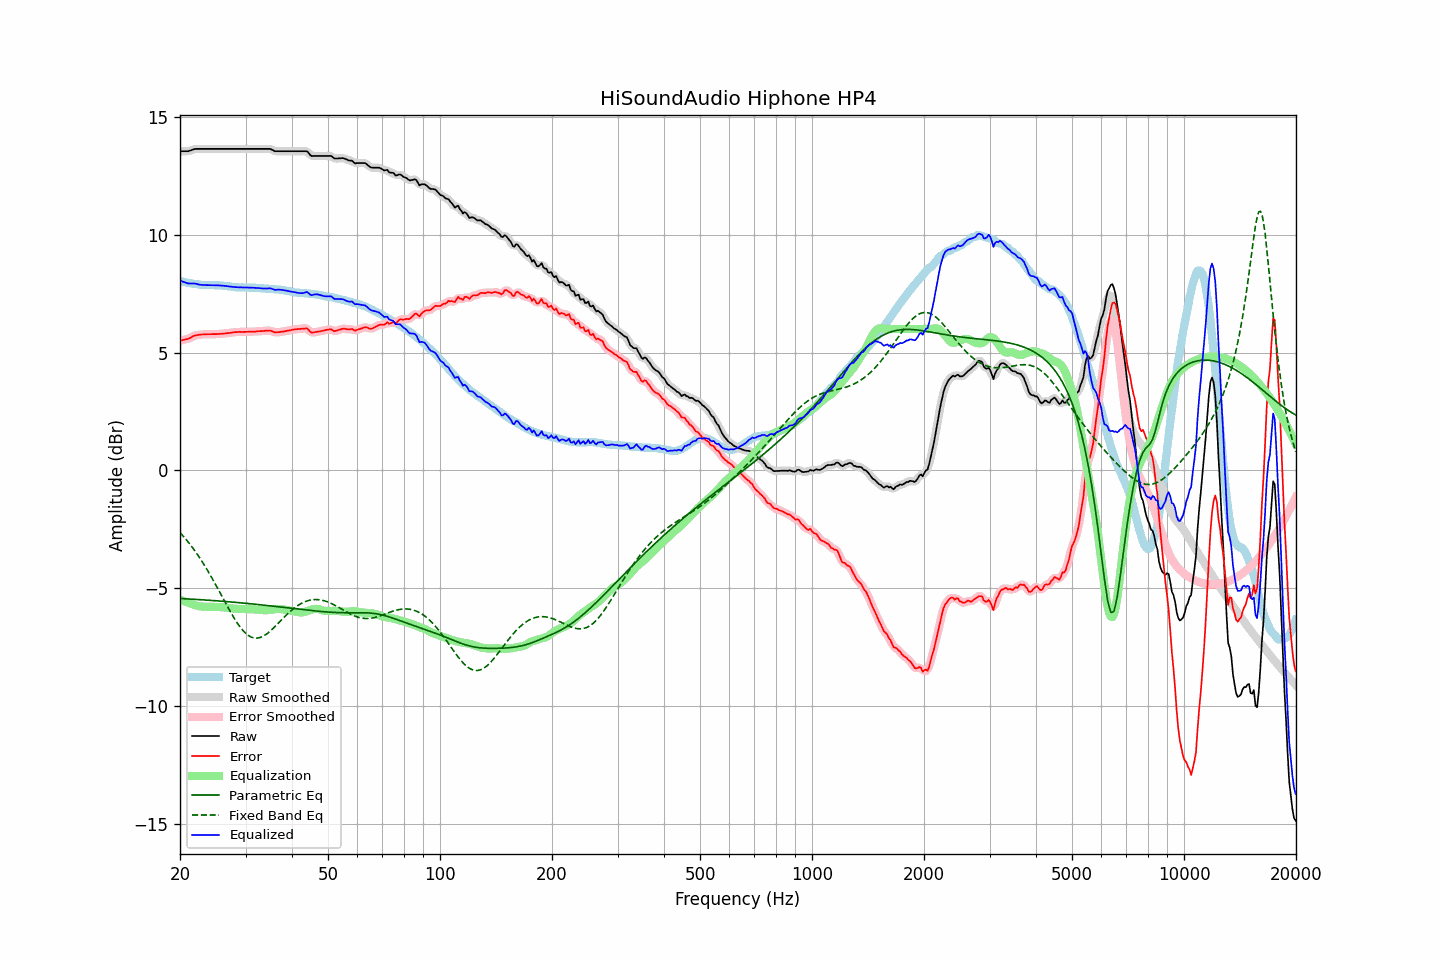 HiSoundAudio Hiphone HP4
Amplitude (dBr)
15
10
5
0
−5
−10
−15
Target
Raw Smoothed
Error Smoothed
Raw
Error
Equalization
Parametric Eq
Fixed Band Eq
Equalized
20
50
100
200
500
1000
2000
5000
10000
20000
Frequency (Hz)